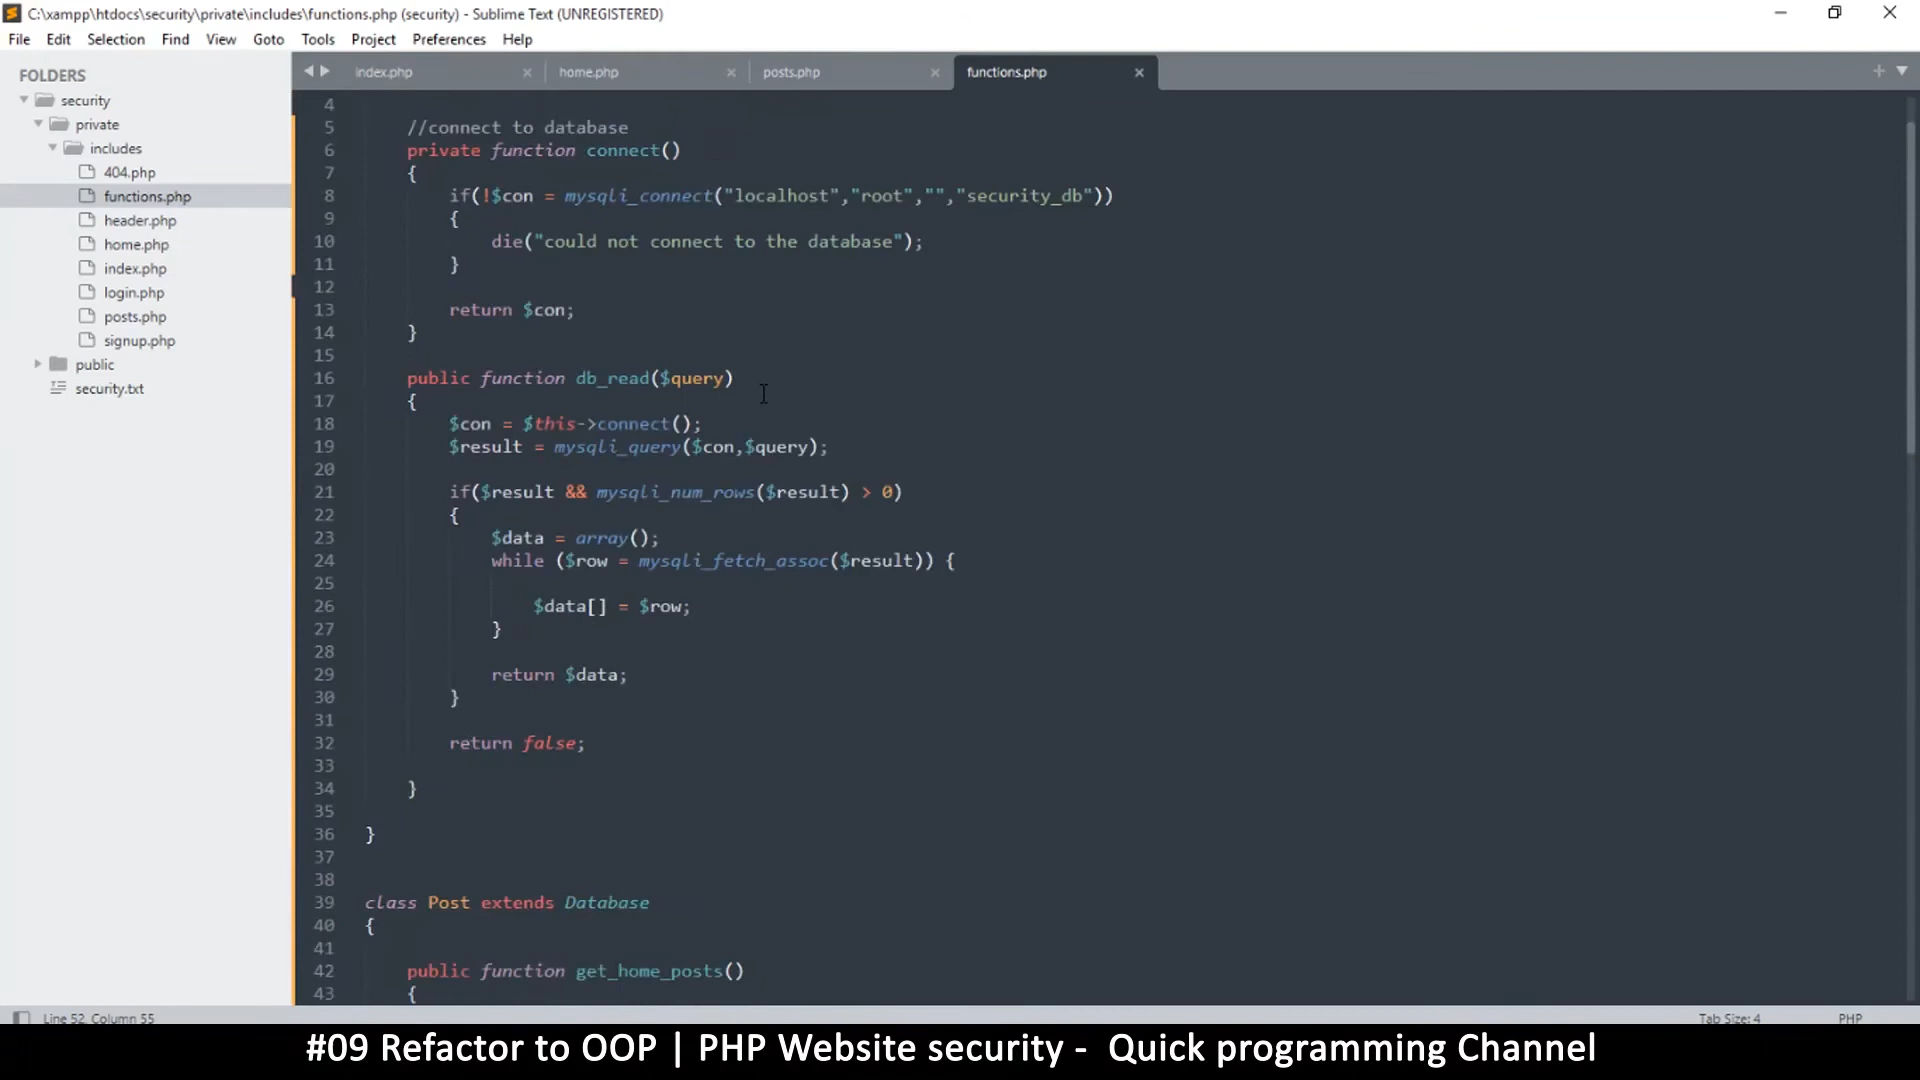 C:\xampp\htdocs\security\private\includes\functions.php (security) - Sublime Text (UNREGISTERED)
File Edit Selection Find View Goto Tools Project Preferences Help
FOLDERS
security
private
includes
404.php
functions.php
header.php
home.php
index.php
login.php
posts.php
signup.php
public
security.txt
index.php home.php posts.php functions.php
4
5 //connect to database
6 private function connect()
7 {
8 if(!$con = mysqli_connect("localhost","root","","security_db"))
9 {
10 die("could not connect to the database");
11 }
12
13 return $con;
14 }
15
16 public function db_read($query)
17 {
18 $con = $this->connect();
19 $result = mysqli_query($con,$query);
20
21 if($result && mysqli_num_rows($result) > 0)
22 {
23 $data = array();
24 while ($row = mysqli_fetch_assoc($result)) {
25
26 $data[] = $row;
27 }
28
29 return $data;
30 }
31
32 return false;
33
34 }
35
36 }
37
38
39 class Post extends Database
40 {
41
42 public function get_home_posts()
43 {
Line 52, Column 55 Tab Size: 4 PHP
#09 Refactor to OOP | PHP Website security - Quick programming Channel